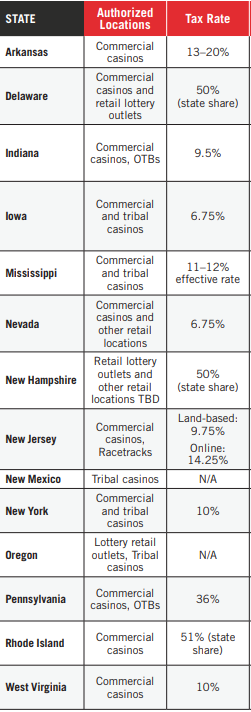 STATE
Authorized
Locations
Tax Rate
Arkansas
Commercial
casinos
13–20%
Delaware
Commercial
casinos and
retail lottery
outlets
50%
(state share)
Indiana
Commercial
casinos, OTBs
9.5%
Iowa
Commercial
and tribal
casinos
6.75%
Mississippi
Commercial
and tribal
casinos
11–12%
effective rate
Nevada
Commercial
casinos and
other retail
locations
6.75%
New Hampshire
Retail lottery
outlets and
other retail
locations TBD
50%
(state share)
New Jersey
Commercial
casinos,
Racetracks
Land-based:
9.75%
Online:
14.25%
New Mexico
Tribal casinos
N/A
New York
Commercial
and tribal
casinos
10%
Oregon
Lottery retail
outlets, Tribal
casinos
N/A
Pennsylvania
Commercial
casinos, OTBs
36%
Rhode Island
Commercial
casinos
51% (state
share)
West Virginia
Commercial
casinos
10%